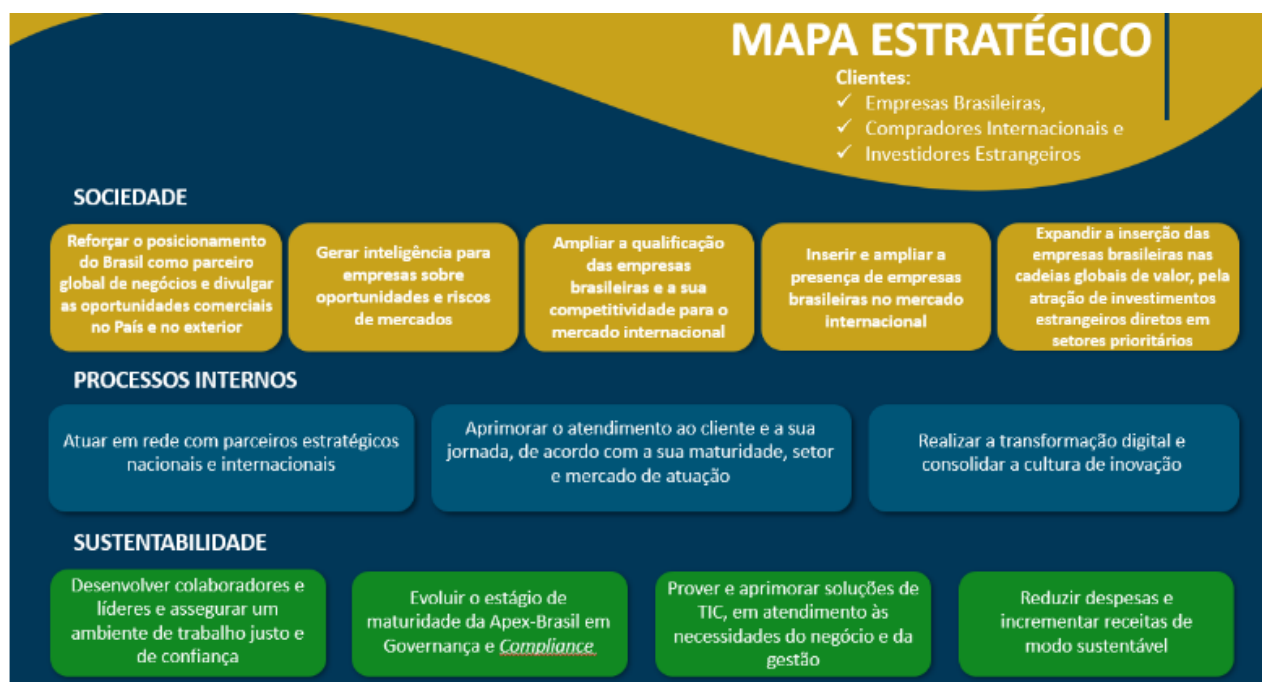 MAPA ESTRATÉGICO
Clientes:
✓ Empresas Brasileiras,
✓ Compradores Internacionais e
✓ Investidores Estrangeiros
SOCIEDADE
Reforçar o posicionamento
do Brasil como parceiro
global de negócios e divulgar
as oportunidades comerciais
no País e no exterior
Gerar inteligência para
empresas sobre
oportunidades e riscos
de mercados
Ampliar a qualificação
das empresas
brasileiras e a sua
competitividade para o
mercado internacional
Inserir e ampliar a
presença de empresas
brasileiras no mercado
internacional
Expandir a inserção das
empresas brasileiras nas
cadeias globais de valor, pela
atração de investimentos
estrangeiros diretos em
setores prioritários
PROCESSOS INTERNOS
Atuar em rede com parceiros estratégicos
nacionais e internacionais
Aprimorar o atendimento ao cliente e a sua
jornada, de acordo com a sua maturidade, setor
e mercado de atuação
Realizar a transformação digital e
consolidar a cultura de inovação
SUSTENTABILIDADE
Desenvolver colaboradores e
líderes e assegurar um
ambiente de trabalho justo e
de confiança
Evoluir o estágio de
maturidade da Apex-Brasil em
Governança e Compliance
Prover e aprimorar soluções de
TIC, em atendimento às
necessidades do negócio e da
gestão
Reduzir despesas e
incrementar receitas de
modo sustentável